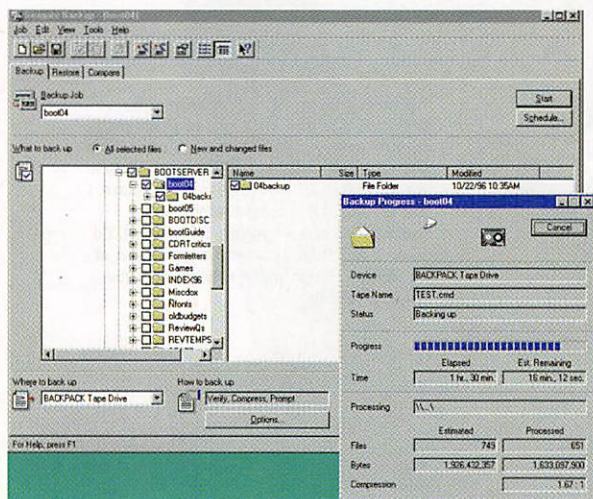 Backup - [boot04]
Job Edit View Tools Help
Backup Restore Compare
Backup Job
boot04
Start
Schedule...
What to back up
All selected files
New and changed files
BOOTSERVER
boot04
04backu
boot05
BOOTDISC
bootGuide
CDRTcritics
Formletters
Games
INDEX96
Miscdox
Nfonts
oldbudgets
ReviewQs
REVTEMPS
Name Size Type Modified
04backup File Folder 10/22/96 10:35AM
Where to back up
BACKPACK Tape Drive
How to back up
Verify, Compress, Prompt
Options...
For Help, press F1
Backup Progress - boot04
Cancel
Device BACKPACK Tape Drive
Tape Name TEST.cmd
Status Backing up
Progress
Elapsed Est. Remaining
Time 1 hr., 30 min. 16 min., 12 sec.
Processing \\...\
Estimated Processed
Files 749 651
Bytes 1,926,432,357 1,633,097,900
Compression 1.67 : 1